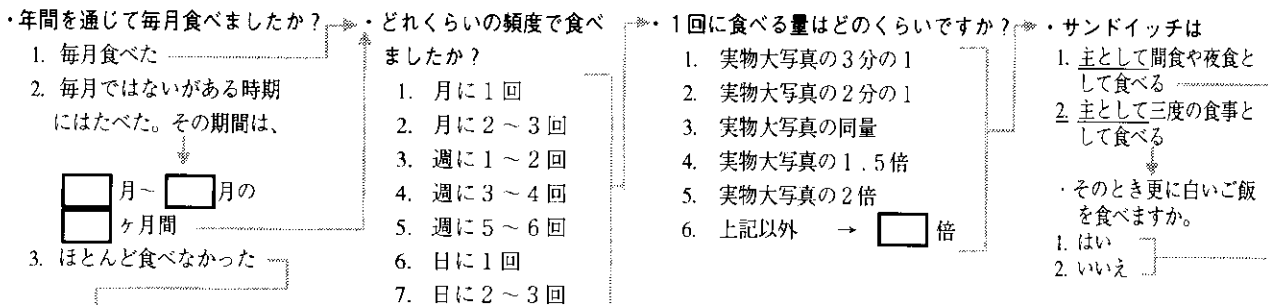 ・年間を通じて毎月食べましたか？
1. 毎月食べた
2. 毎月ではないがある時期
にはたべた。その期間は、
月～ 月の
ヶ月間
3. ほとんど食べなかった
・どれくらいの頻度で食べ
ましたか？
1. 月に1回
2. 月に2～3回
3. 週に1～2回
4. 週に3～4回
5. 週に5～6回
6. 日に1回
7. 日に2～3回
・1回に食べる量はどのくらいですか？
1. 実物大写真の3分の1
2. 実物大写真の2分の1
3. 実物大写真の同量
4. 実物大写真の1.5倍
5. 実物大写真の2倍
6. 上記以外 → 倍
・サンドイッチは
1. 主として間食や夜食と
して食べる
2. 主として三度の食事と
して食べる
・そのとき更に白いご飯
を食べますか。
1. はい
2. いいえ